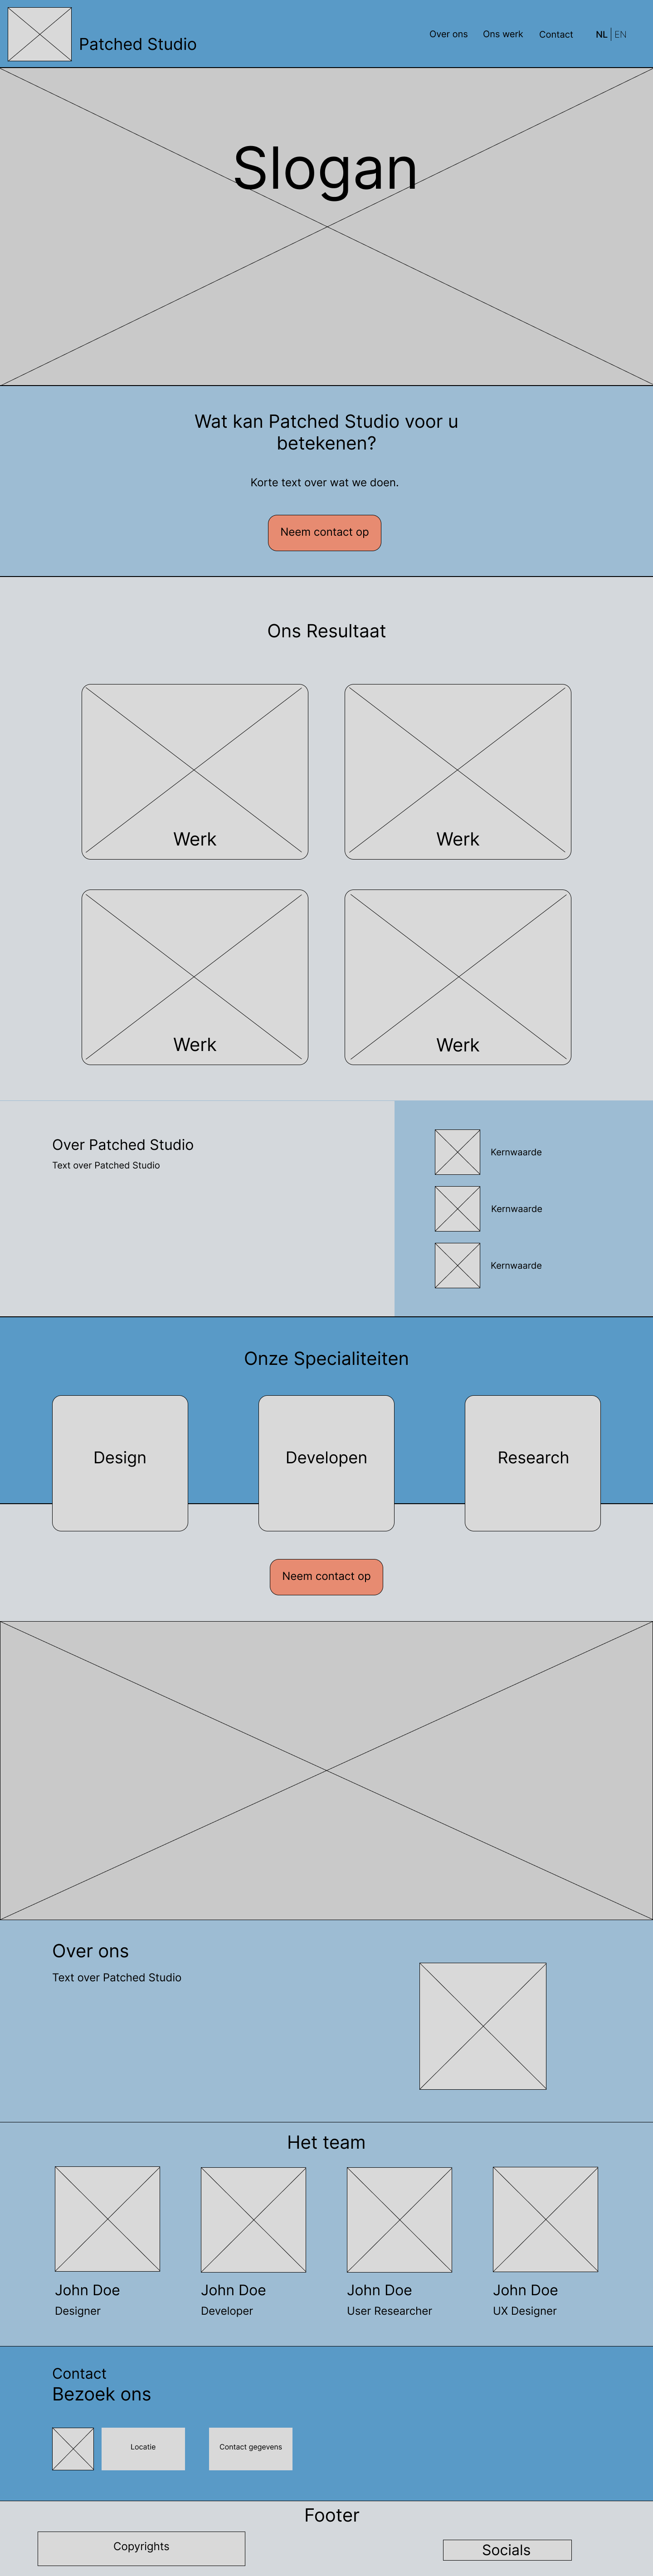 Patched Studio
Over ons
Ons werk
Contact
NL | EN
Slogan
Wat kan Patched Studio voor u
betekenen?
Korte text over wat we doen.
Neem contact op
Ons Resultaat
Werk
Werk
Werk
Werk
Over Patched Studio
Text over Patched Studio
Kernwaarde
Kernwaarde
Kernwaarde
Onze Specialiteiten
Design
Developen
Research
Neem contact op
Over ons
Text over Patched Studio
Het team
John Doe
Designer
John Doe
Developer
John Doe
User Researcher
John Doe
UX Designer
Contact
Bezoek ons
Locatie
Contact gegevens
Footer
Copyrights
Socials